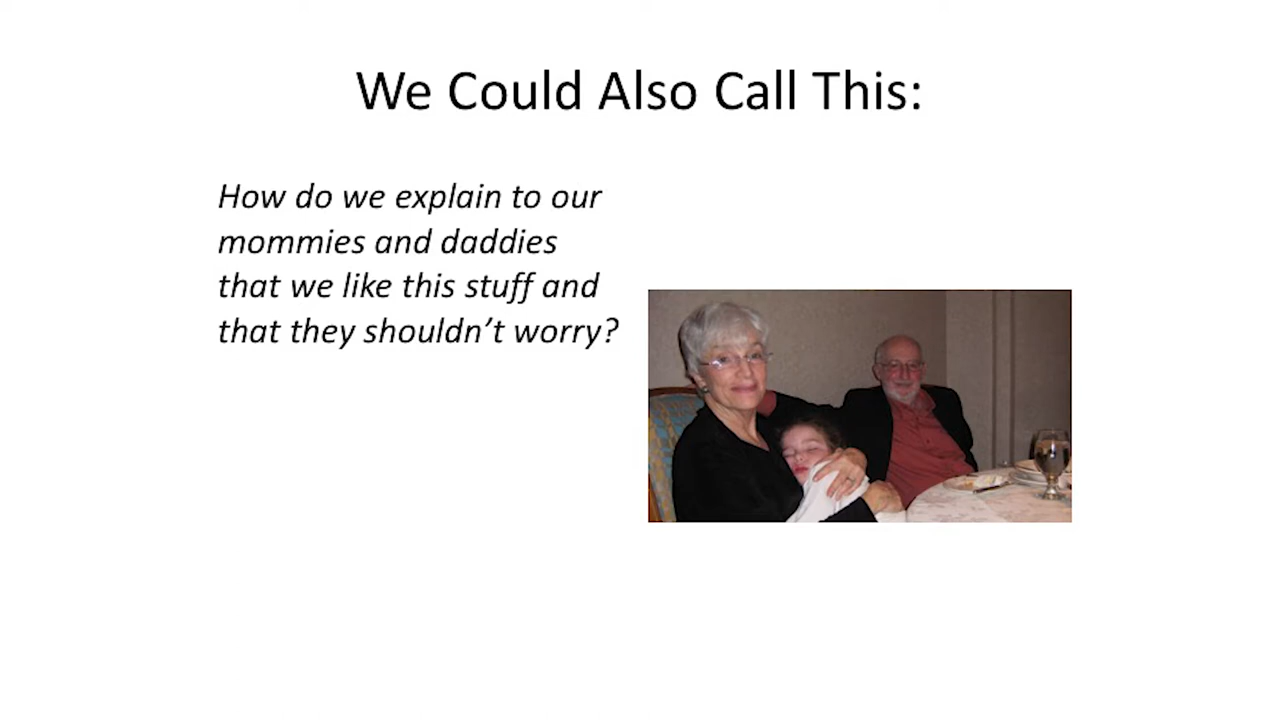 We Could Also Call This:
How do we explain to our
mommies and daddies
that we like this stuff and
that they shouldn’t worry?